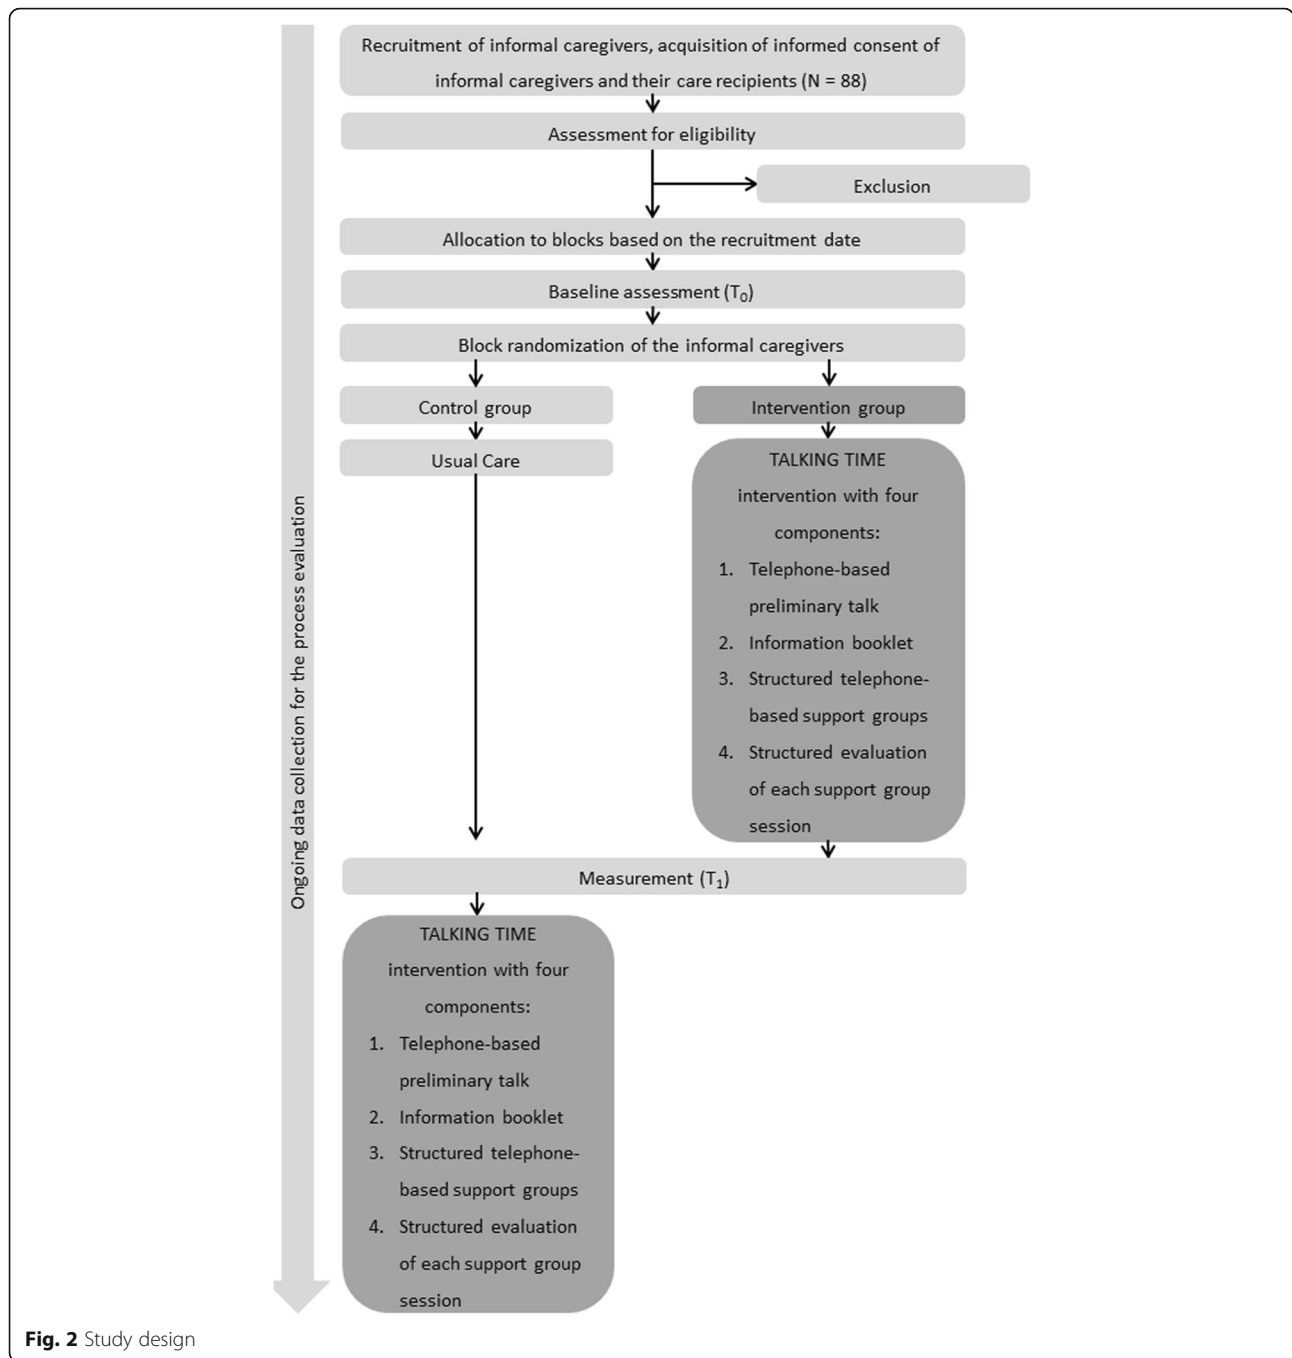 Recruitment of informal caregivers, acquisition of informed consent of
informal caregivers and their care recipients (N = 88)
Assessment for eligibility
Exclusion
Allocation to blocks based on the recruitment date
Baseline assessment (T₀)
Block randomization of the informal caregivers
Control group
Intervention group
Usual Care
TALKING TIME
intervention with four
components:
1. Telephone-based
preliminary talk
2. Information booklet
3. Structured telephone-
based support groups
4. Structured evaluation
of each support group
session
Measurement (T₁)
TALKING TIME
intervention with four
components:
1. Telephone-based
preliminary talk
2. Information booklet
3. Structured telephone-
based support groups
4. Structured evaluation
of each support group
session
Ongoing data collection for the process evaluation
Fig. 2 Study design